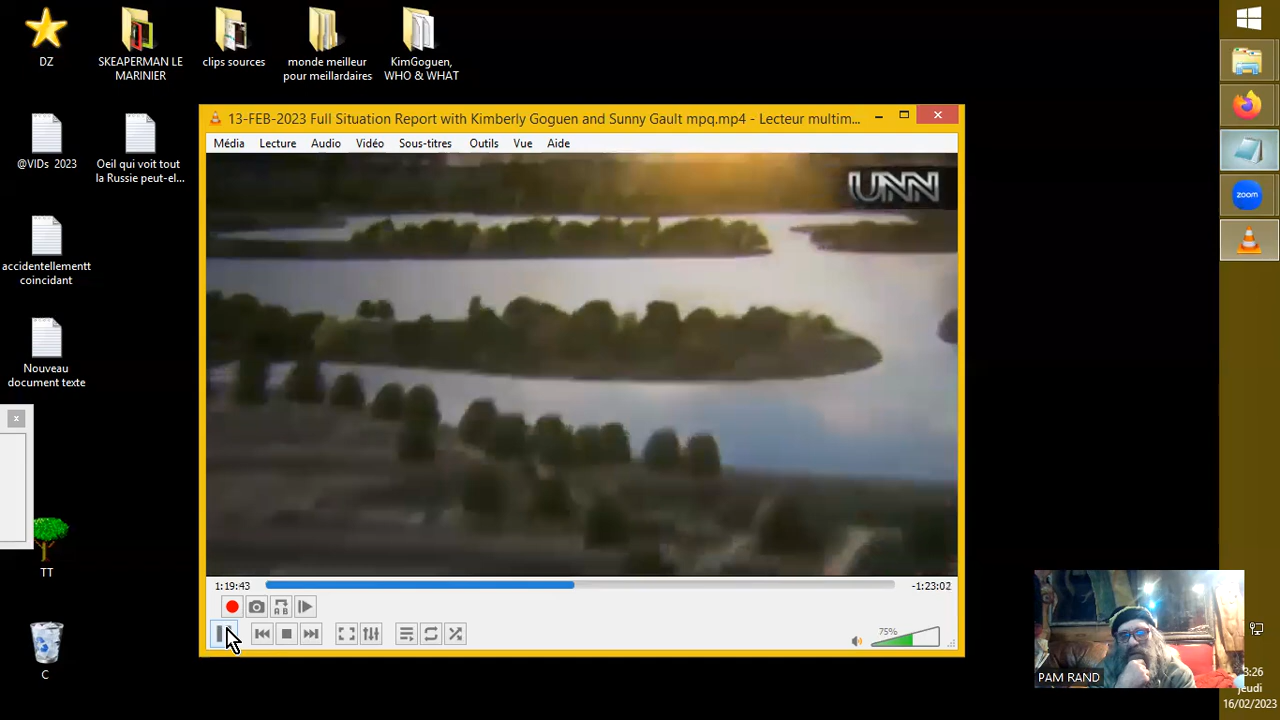 DZ
SKEAPERMAN LE
MARINIER
clips sources
monde meilleur
pour meillardaires
KimGoguen,
WHO & WHAT
@VIDs 2023
Oeil qui voit tout
la Russie peut-el...
accidentellementt
coincidant
Nouveau
document texte
TT
C
13-FEB-2023 Full Situation Report with Kimberly Goguen and Sunny Gault mpq.mp4 - Lecteur multim...
Média Lecture Audio Vidéo Sous-titres Outils Vue Aide
UNN
1:19:43
-1:23:02
A B
75%
zoom
PAM RAND
3:26
jeudi
16/02/2023